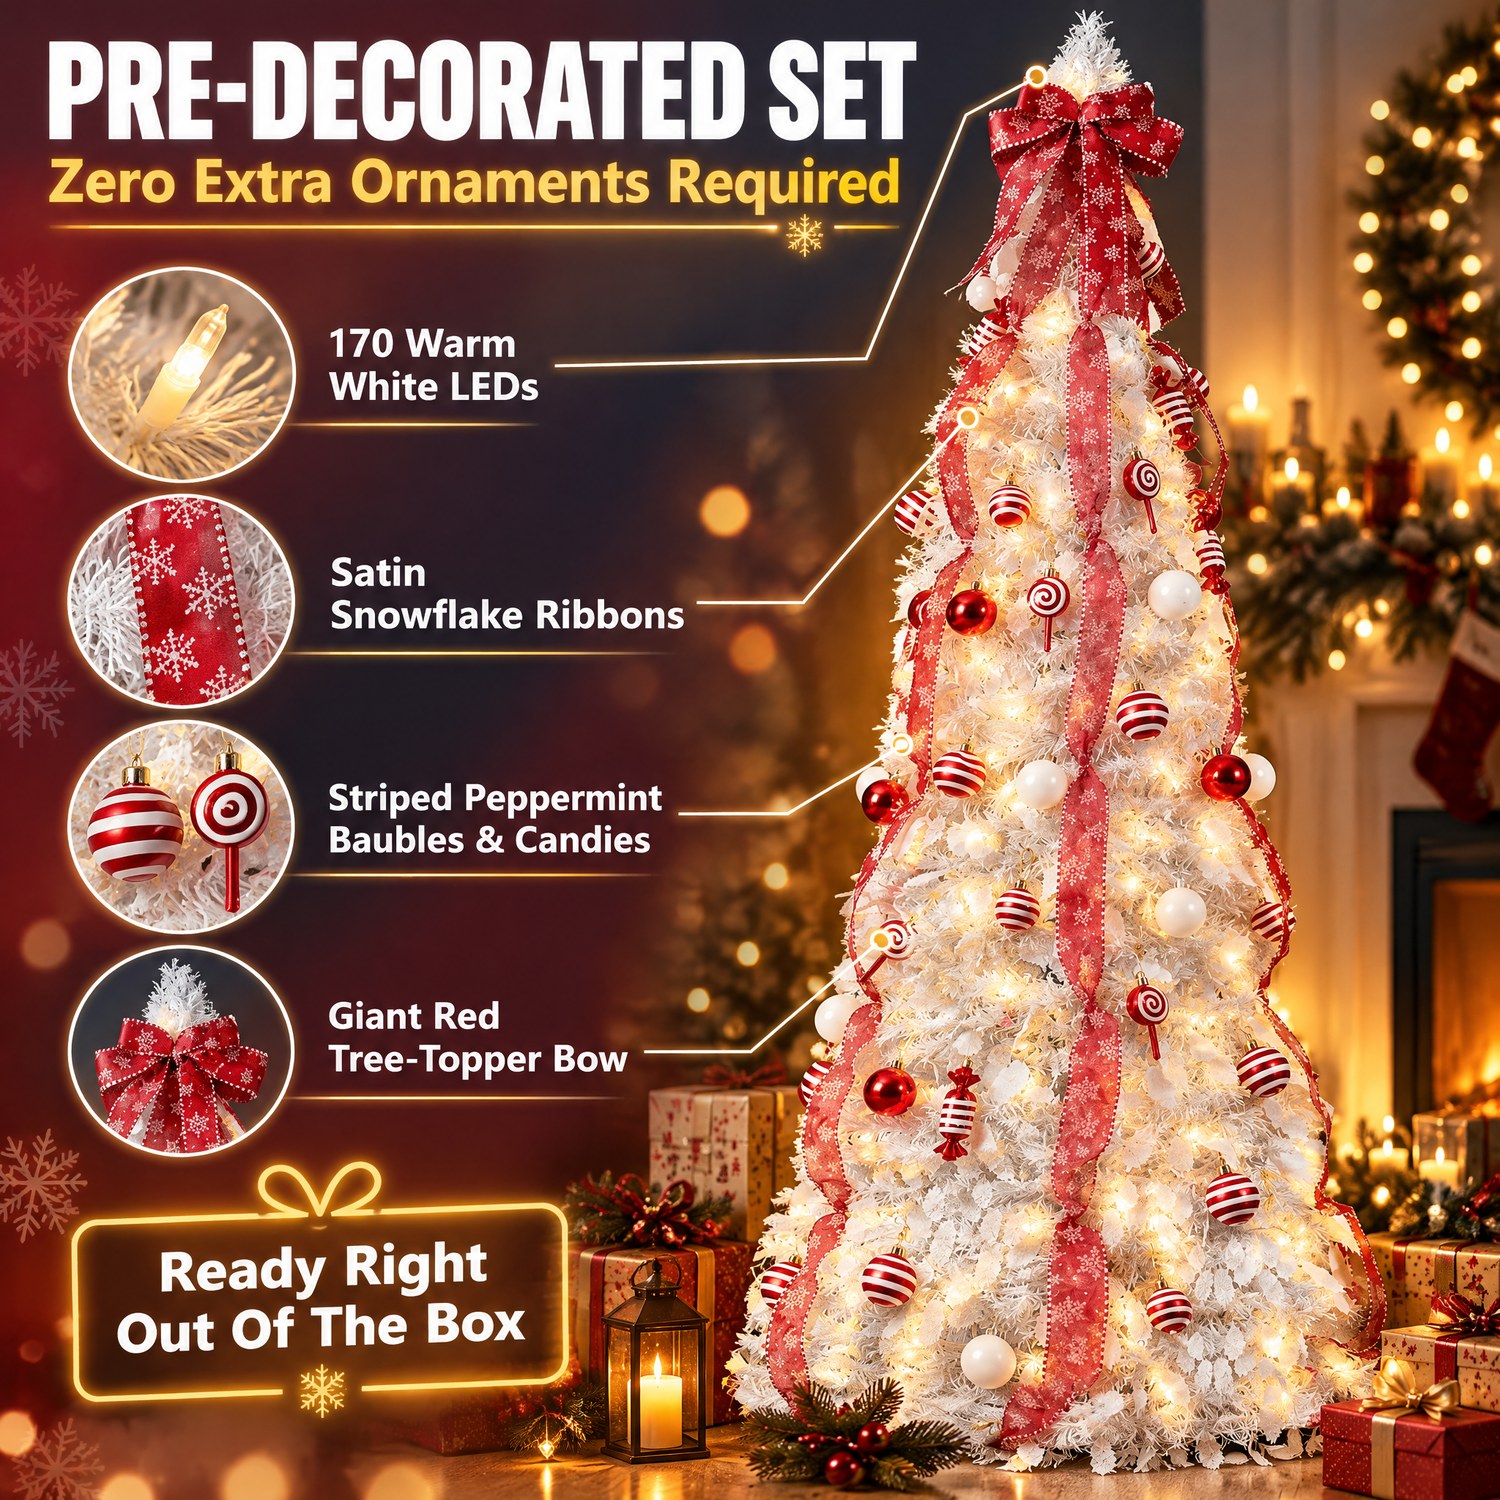 PRE-DECORATED SET
Zero Extra Ornaments Required
170 Warm
White LEDs
Satin
Snowflake Ribbons
Striped Peppermint
Baubles & Candies
Giant Red
Tree-Topper Bow
Ready Right
Out Of The Box